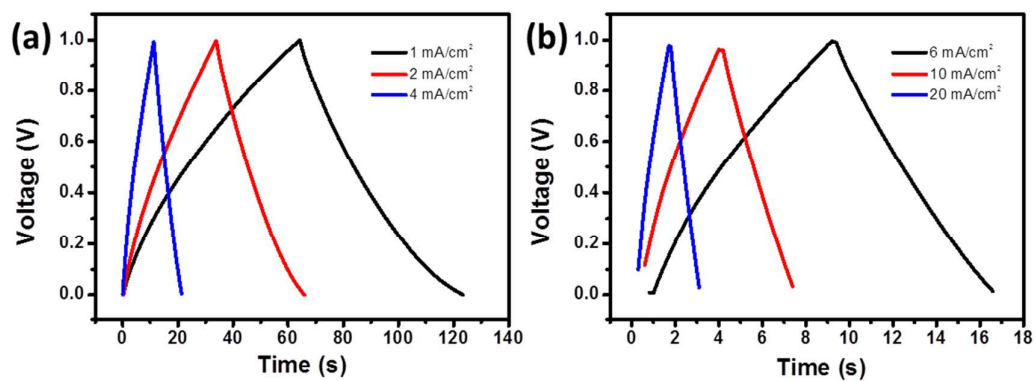 (a)
1.0
0.8
0.6
0.4
0.2
0.0
Voltage (V)
1 mA/cm²
2 mA/cm²
4 mA/cm²
0 20 40 60 80 100 120 140
Time (s)
(b)
1.0
0.8
0.6
0.4
0.2
0.0
Voltage (V)
6 mA/cm²
10 mA/cm²
20 mA/cm²
0 2 4 6 8 10 12 14 16 18
Time (s)